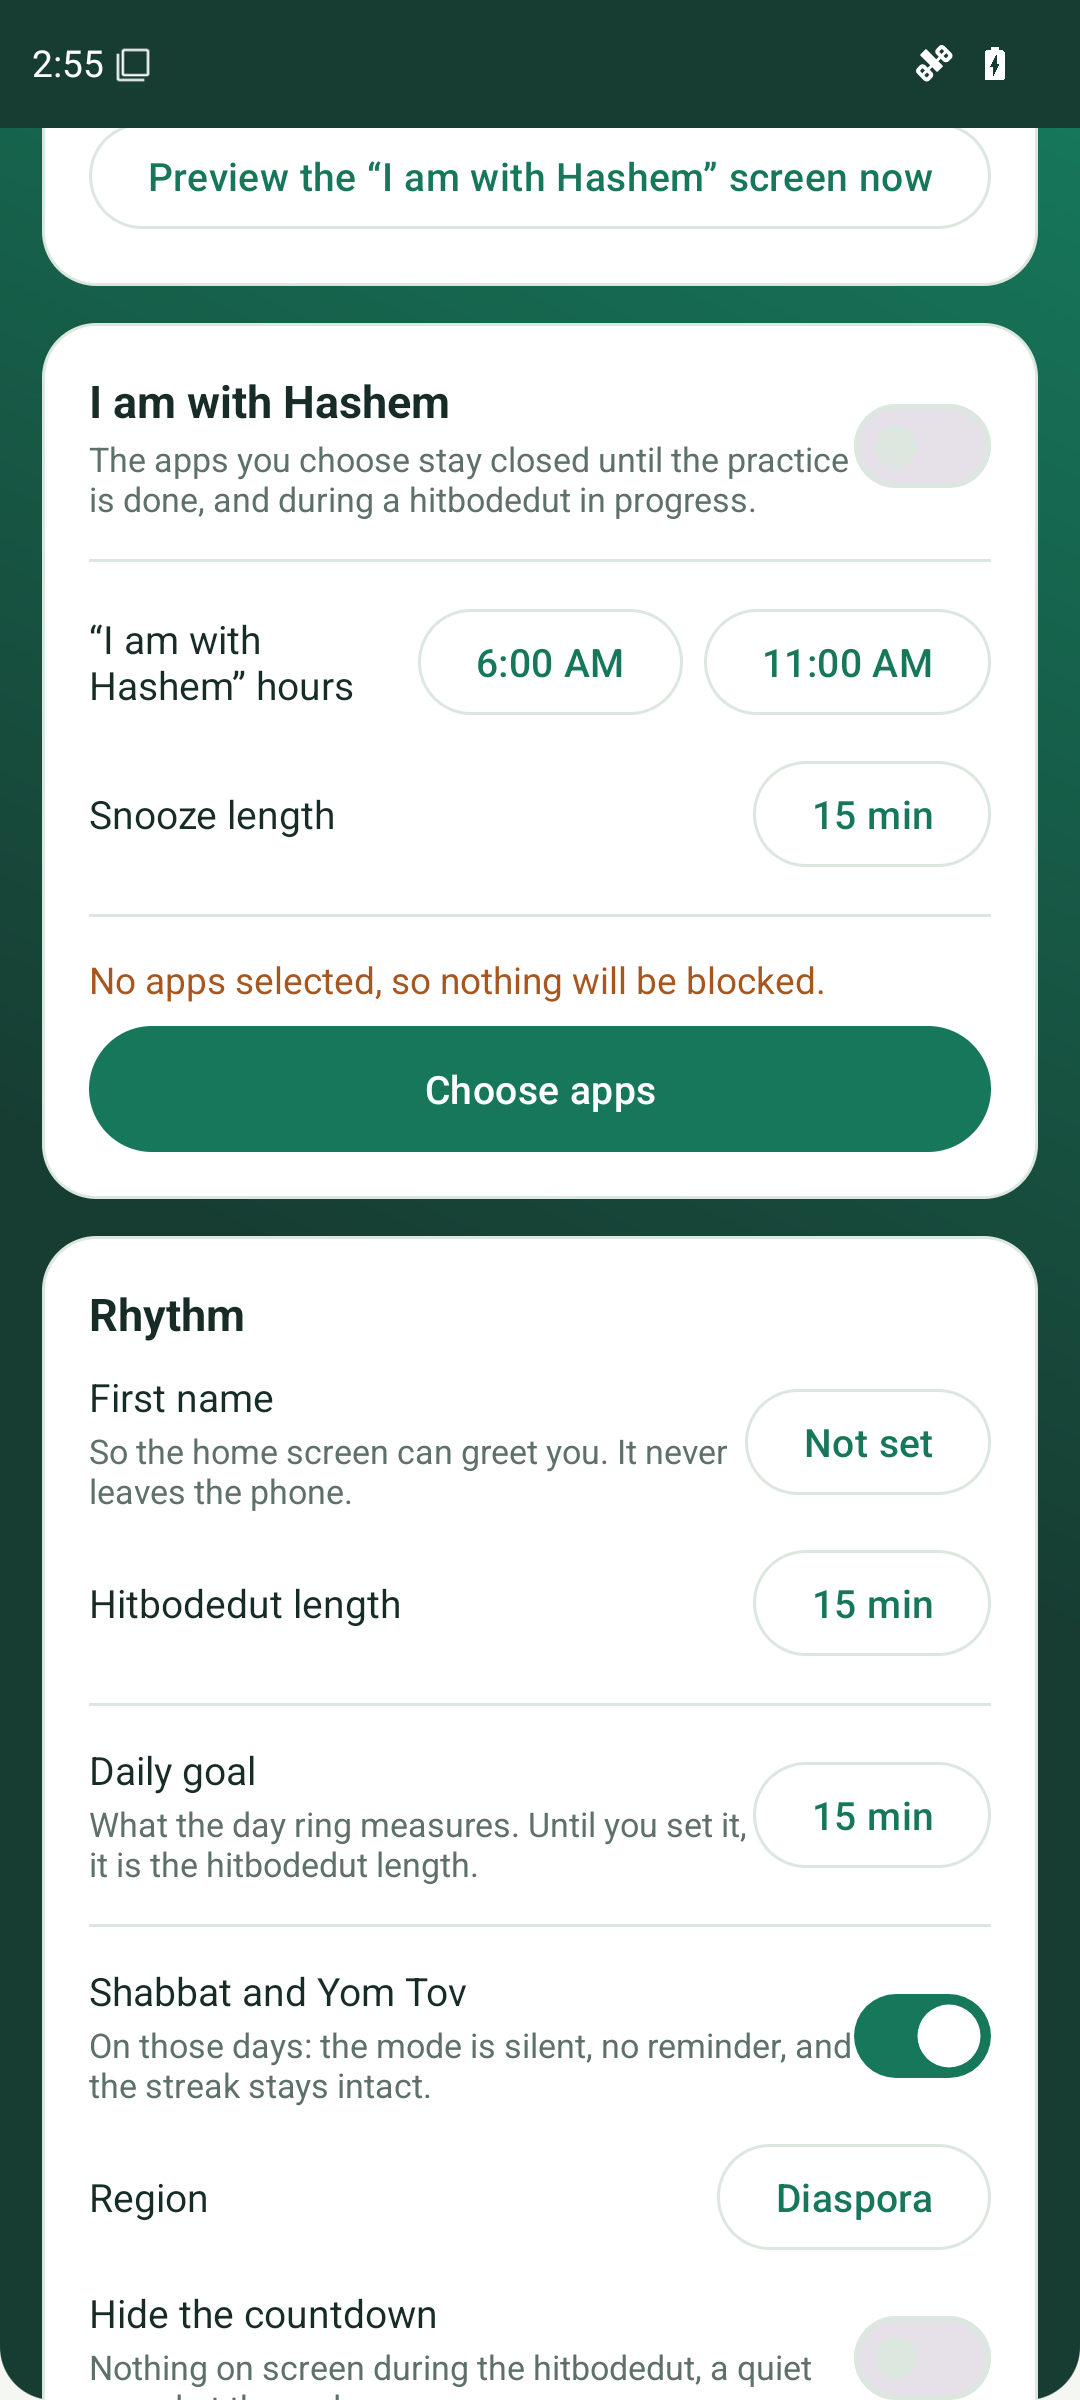 2:55
Preview the “I am with Hashem” screen now
I am with Hashem
The apps you choose stay closed until the practice
is done, and during a hitbodedut in progress.
“I am with
Hashem” hours
6:00 AM
11:00 AM
Snooze length
15 min
No apps selected, so nothing will be blocked.
Choose apps
Rhythm
First name
So the home screen can greet you. It never
leaves the phone.
Not set
Hitbodedut length
15 min
Daily goal
What the day ring measures. Until you set it,
it is the hitbodedut length.
15 min
Shabbat and Yom Tov
On those days: the mode is silent, no reminder, and
the streak stays intact.
Region
Diaspora
Hide the countdown
Nothing on screen during the hitbodedut, a quiet